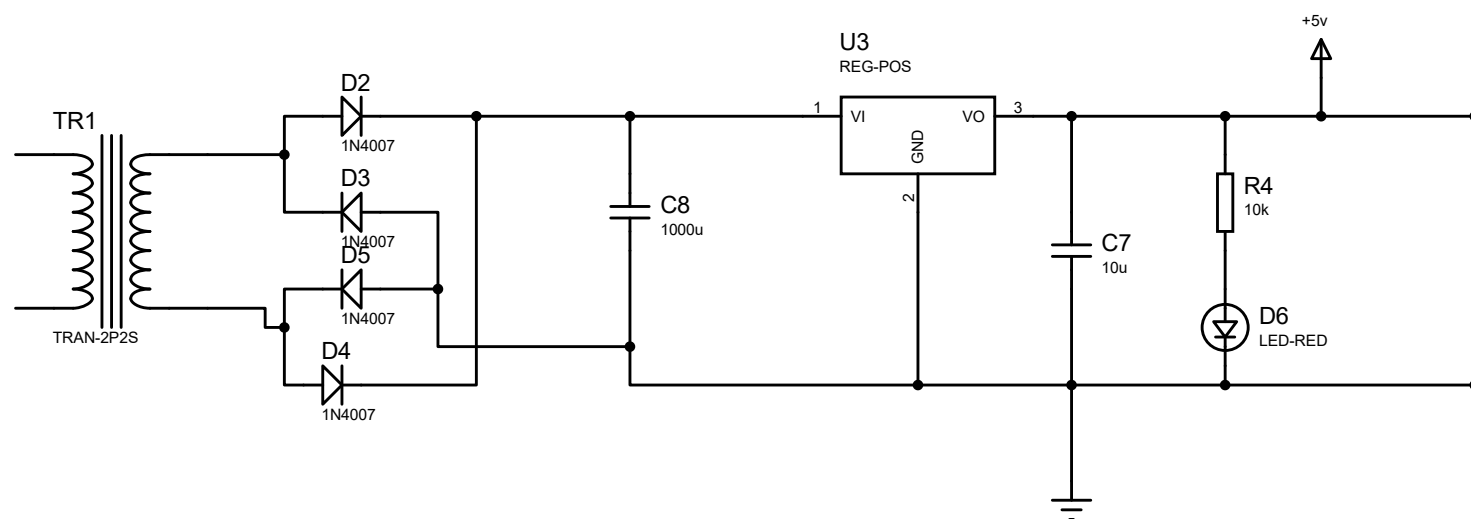 +5v
U3
REG-POS
D2
1N4007
TR1
1
VI
VO
3
GND
2
D3
1N4007
C8
1000u
R4
10k
C7
10u
D5
1N4007
D6
LED-RED
TRAN-2P2S
D4
1N4007